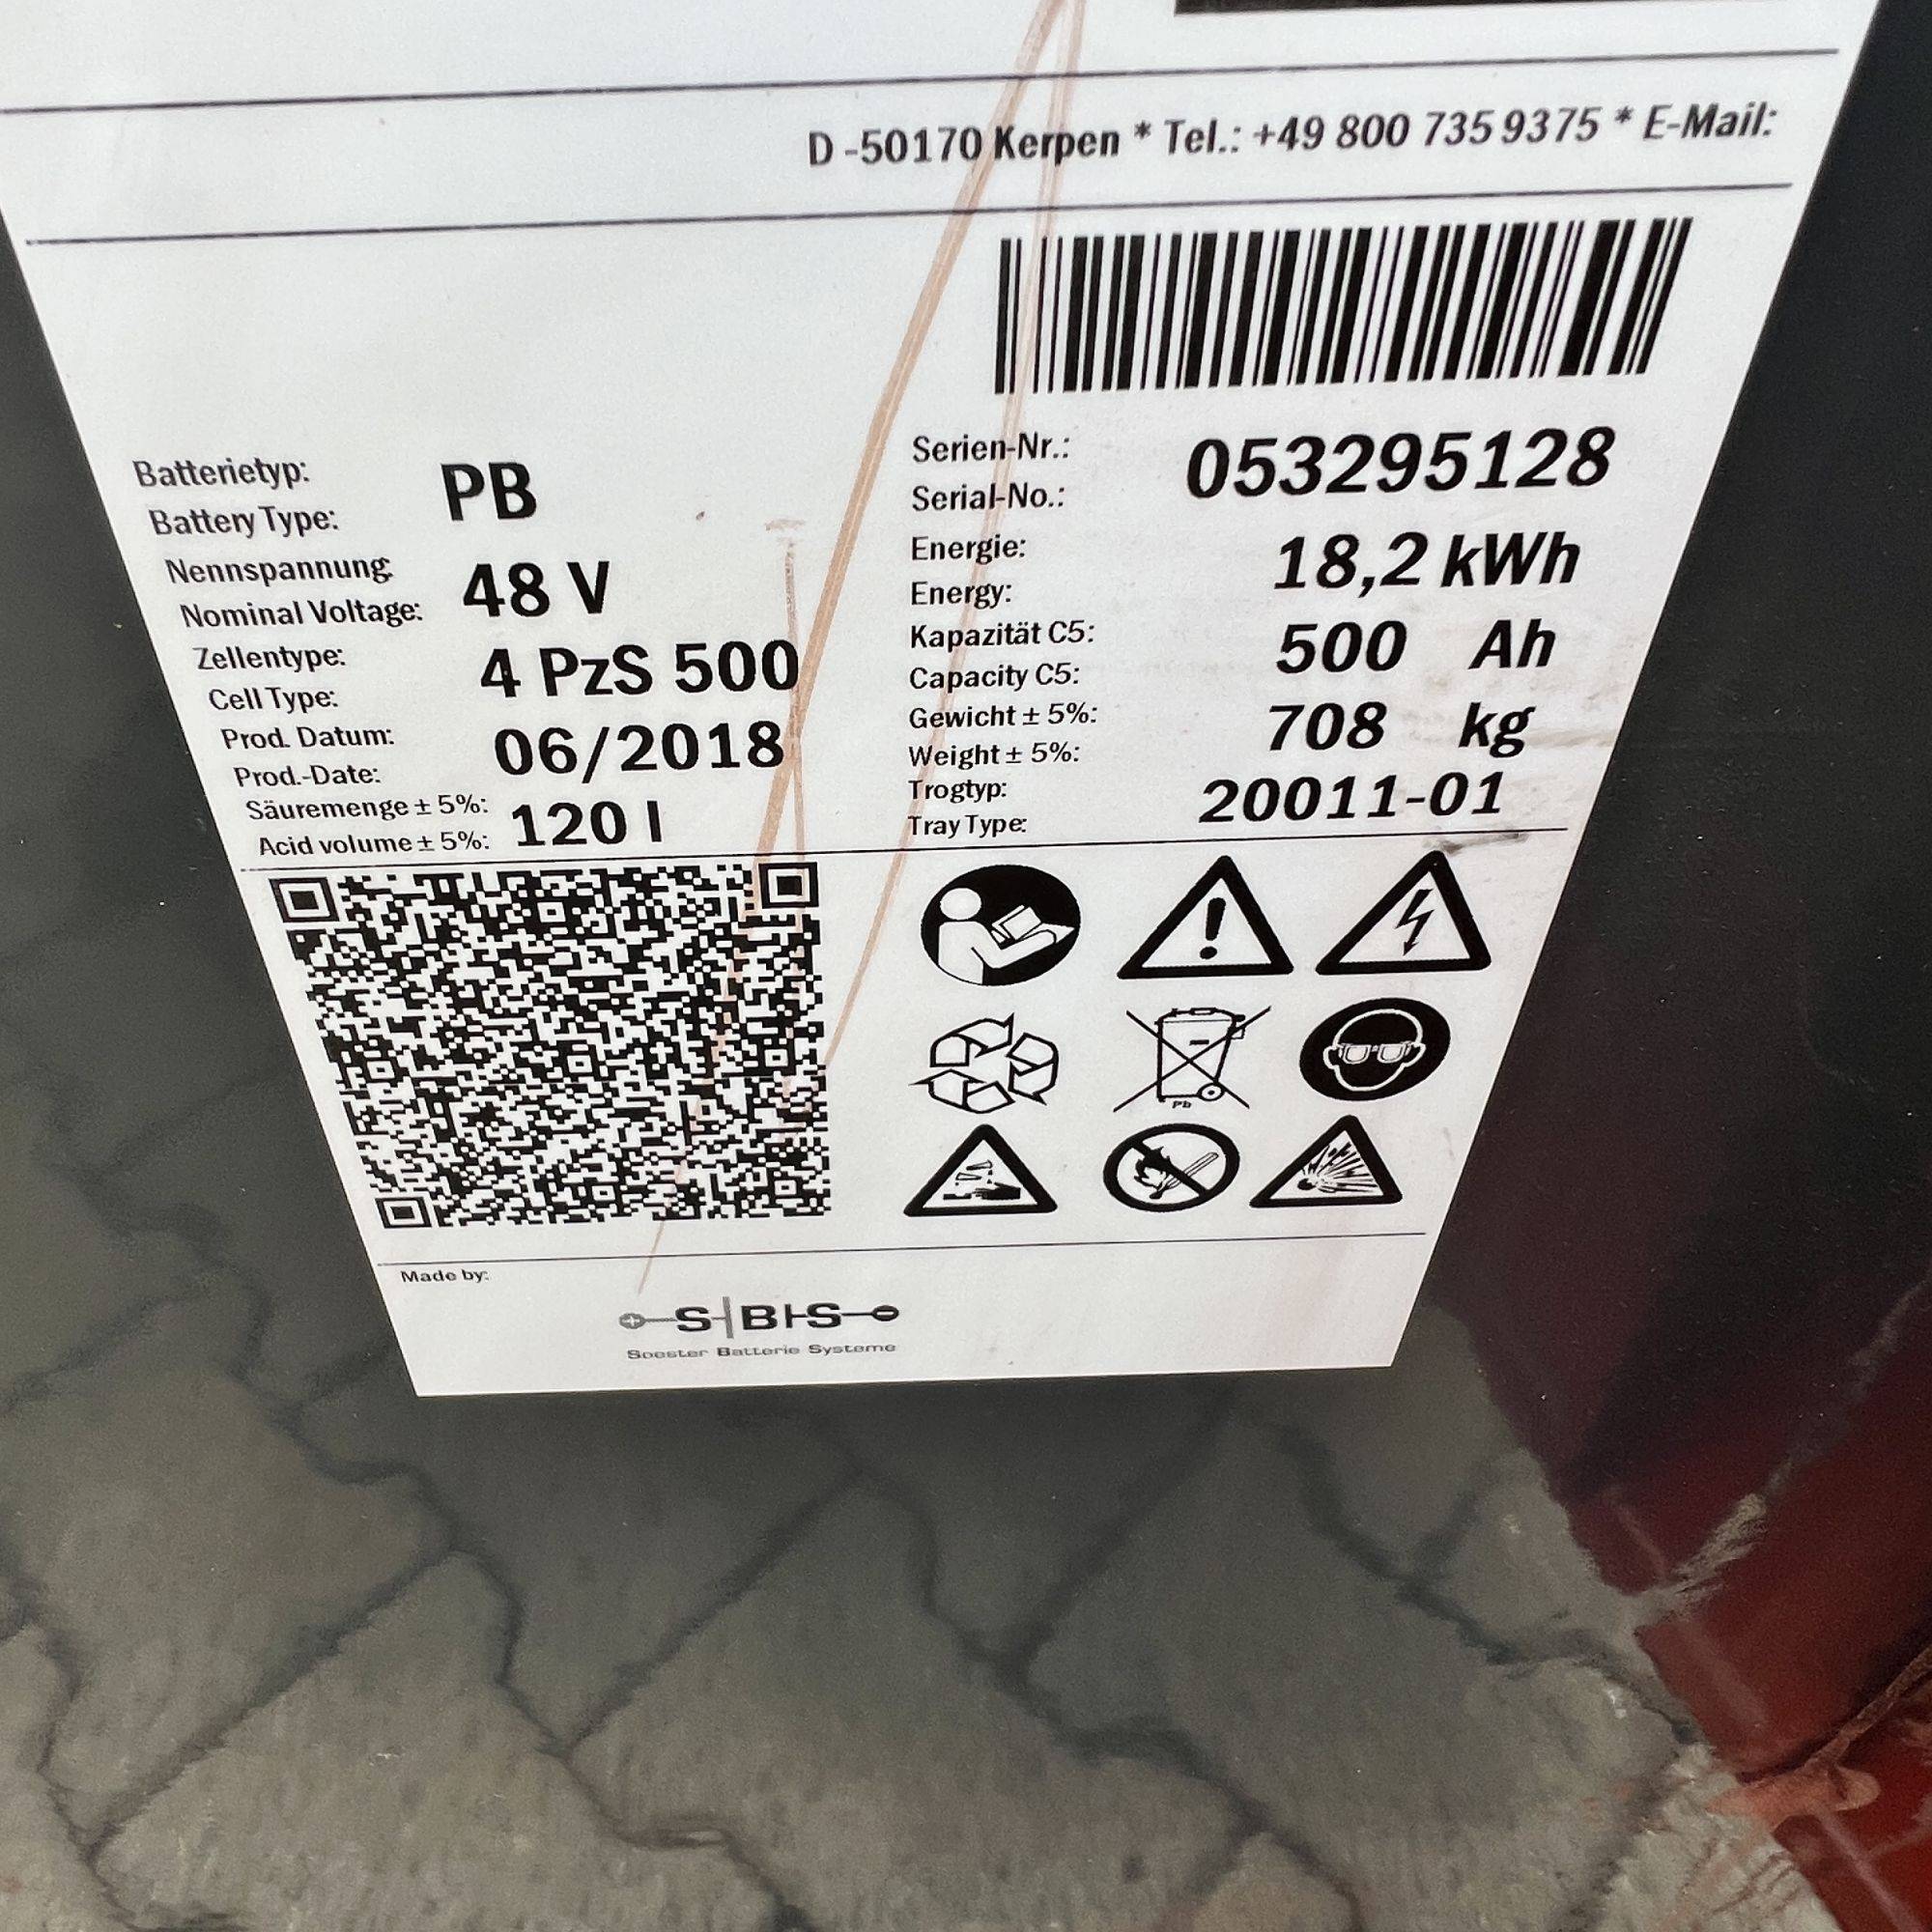 D -50170 Kerpen * Tel.: +49 800 735 9375 * E-Mail:
Batterietyp:
Battery Type:
PB
Nennspannung:
Nominal Voltage:
48 V
Zellentype:
Cell Type:
4 PzS 500
Prod. Datum:
Prod.-Date:
06/2018
Säuremenge ± 5%:
Acid volume ± 5%:
120 l
Serien-Nr.:
Serial-No.:
053295128
Energie:
Energy:
18,2 kWh
Kapazität C5:
Capacity C5:
500 Ah
Gewicht ± 5%:
Weight ± 5%:
708 kg
Trogtyp:
Tray Type:
20011-01
Pb
Made by:
SBS
Soester Batterie Systeme